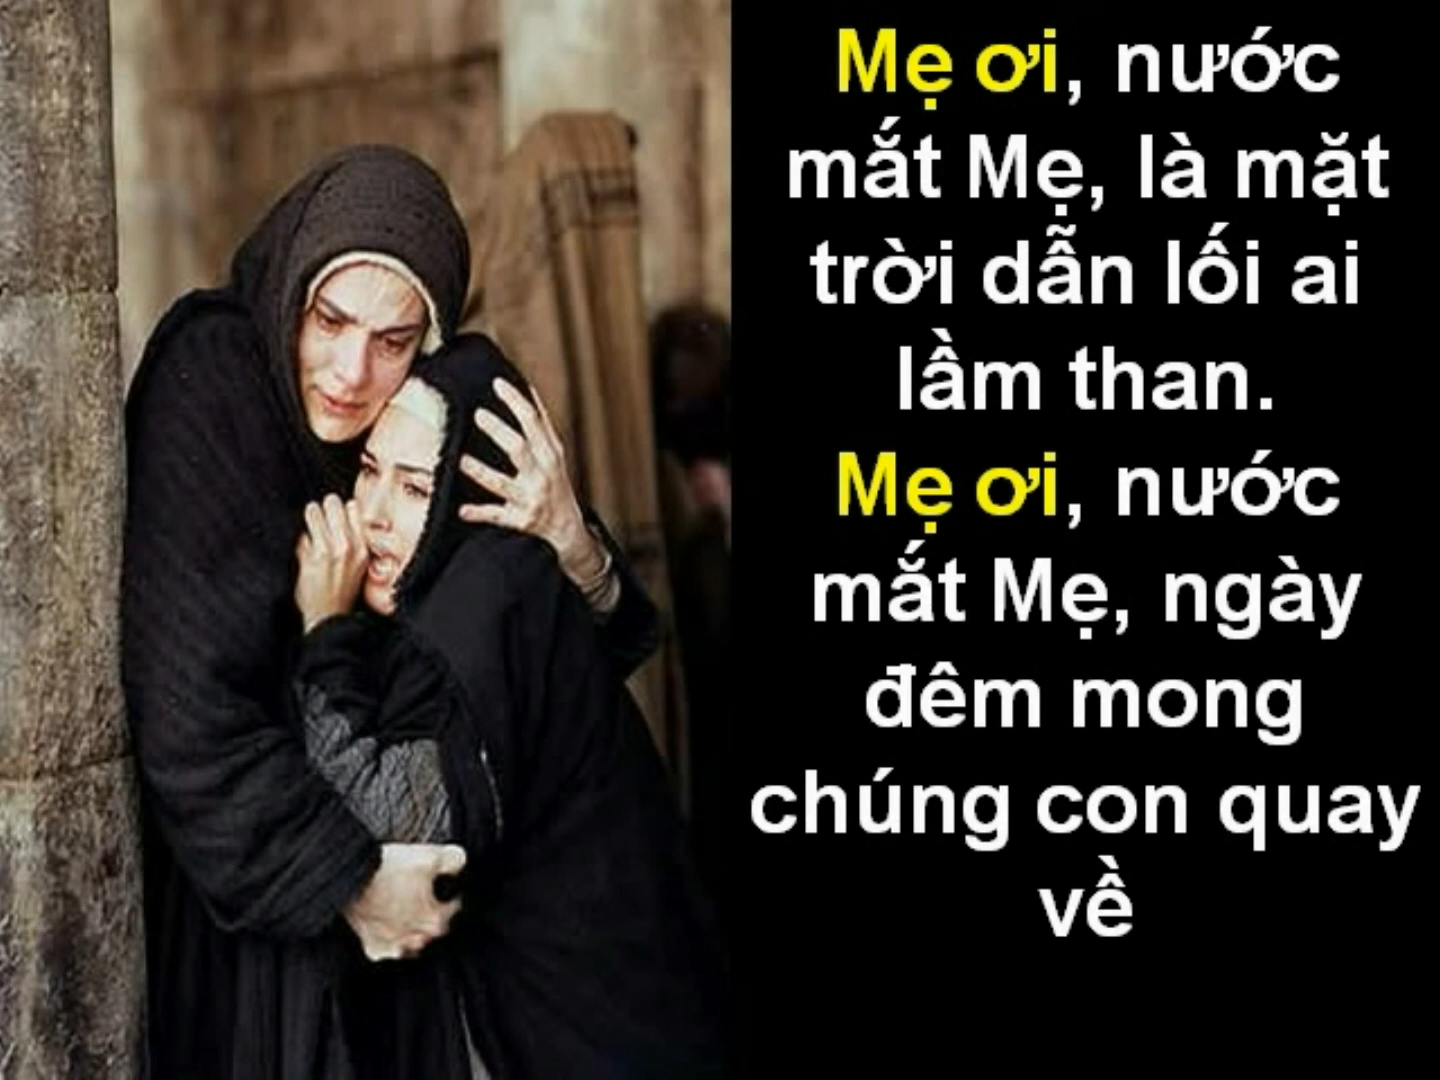 Mẹ ơi, nước
mắt Mẹ, là mặt
trời dẫn lối ai
lầm than.
Mẹ ơi, nước
mắt Mẹ, ngày
đêm mong
chúng con quay
về